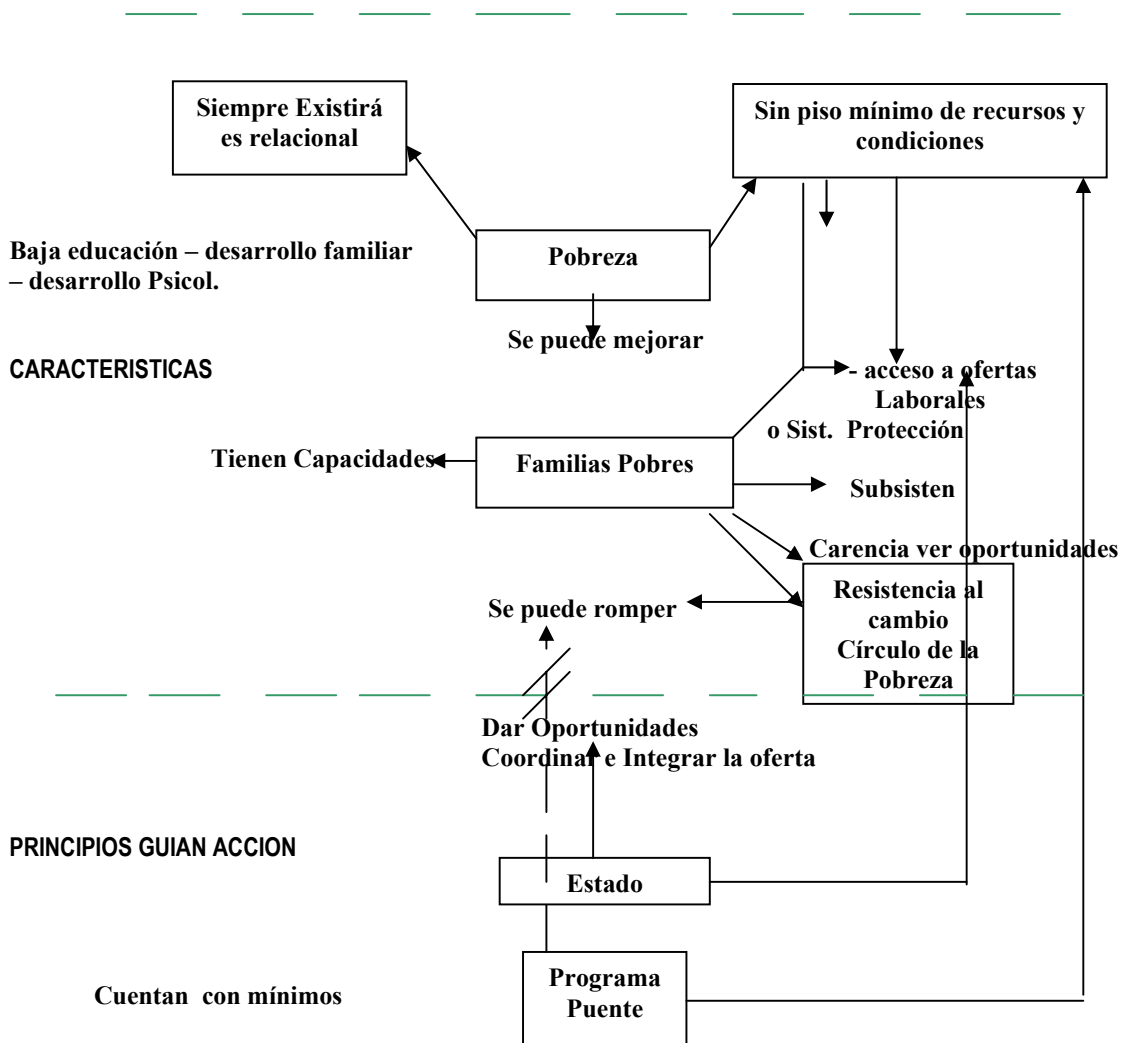 Siempre Existirá
es relacional
Sin piso mínimo de recursos y
condiciones
Baja educación – desarrollo familiar
– desarrollo Psicol.
Pobreza
Se puede mejorar
CARACTERISTICAS
- acceso a ofertas
Laborales
o Sist. Protección
Tienen Capacidades
Familias Pobres
Subsisten
Carencia ver oportunidades
Resistencia al
cambio
Círculo de la
Pobreza
Se puede romper
Dar Oportunidades
Coordinar e Integrar la oferta
PRINCIPIOS GUIAN ACCION
Estado
Programa
Puente
Cuentan con mínimos